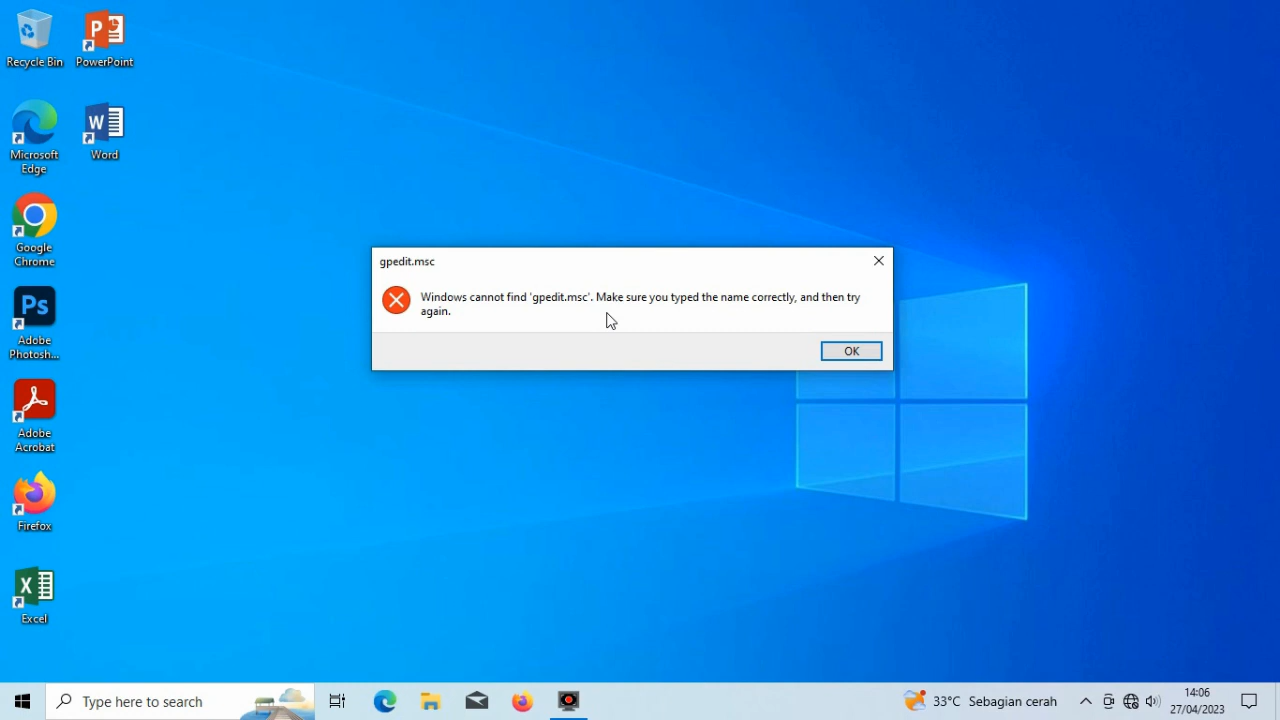 Recycle Bin
PowerPoint
Microsoft
Edge
Word
Google
Chrome
Ps
Adobe
Photosh...
Adobe
Acrobat
Firefox
Excel
gpedit.msc
Windows cannot find 'gpedit.msc'. Make sure you typed the name correctly, and then try
again.
OK
Type here to search
33°C Sebagian cerah
14:06
27/04/2023